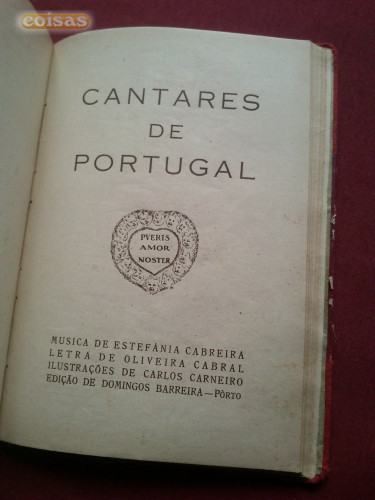 coisas
CANTARES
DE
PORTUGAL
PVERIS
AMOR
NOSTER
MUSICA DE ESTEFÂNIA CABREIRA
LETRA DE OLIVEIRA CABRAL
ILUSTRAÇÕES DE CARLOS CARNEIRO
EDIÇÃO DE DOMINGOS BARREIRA—PÔRTO